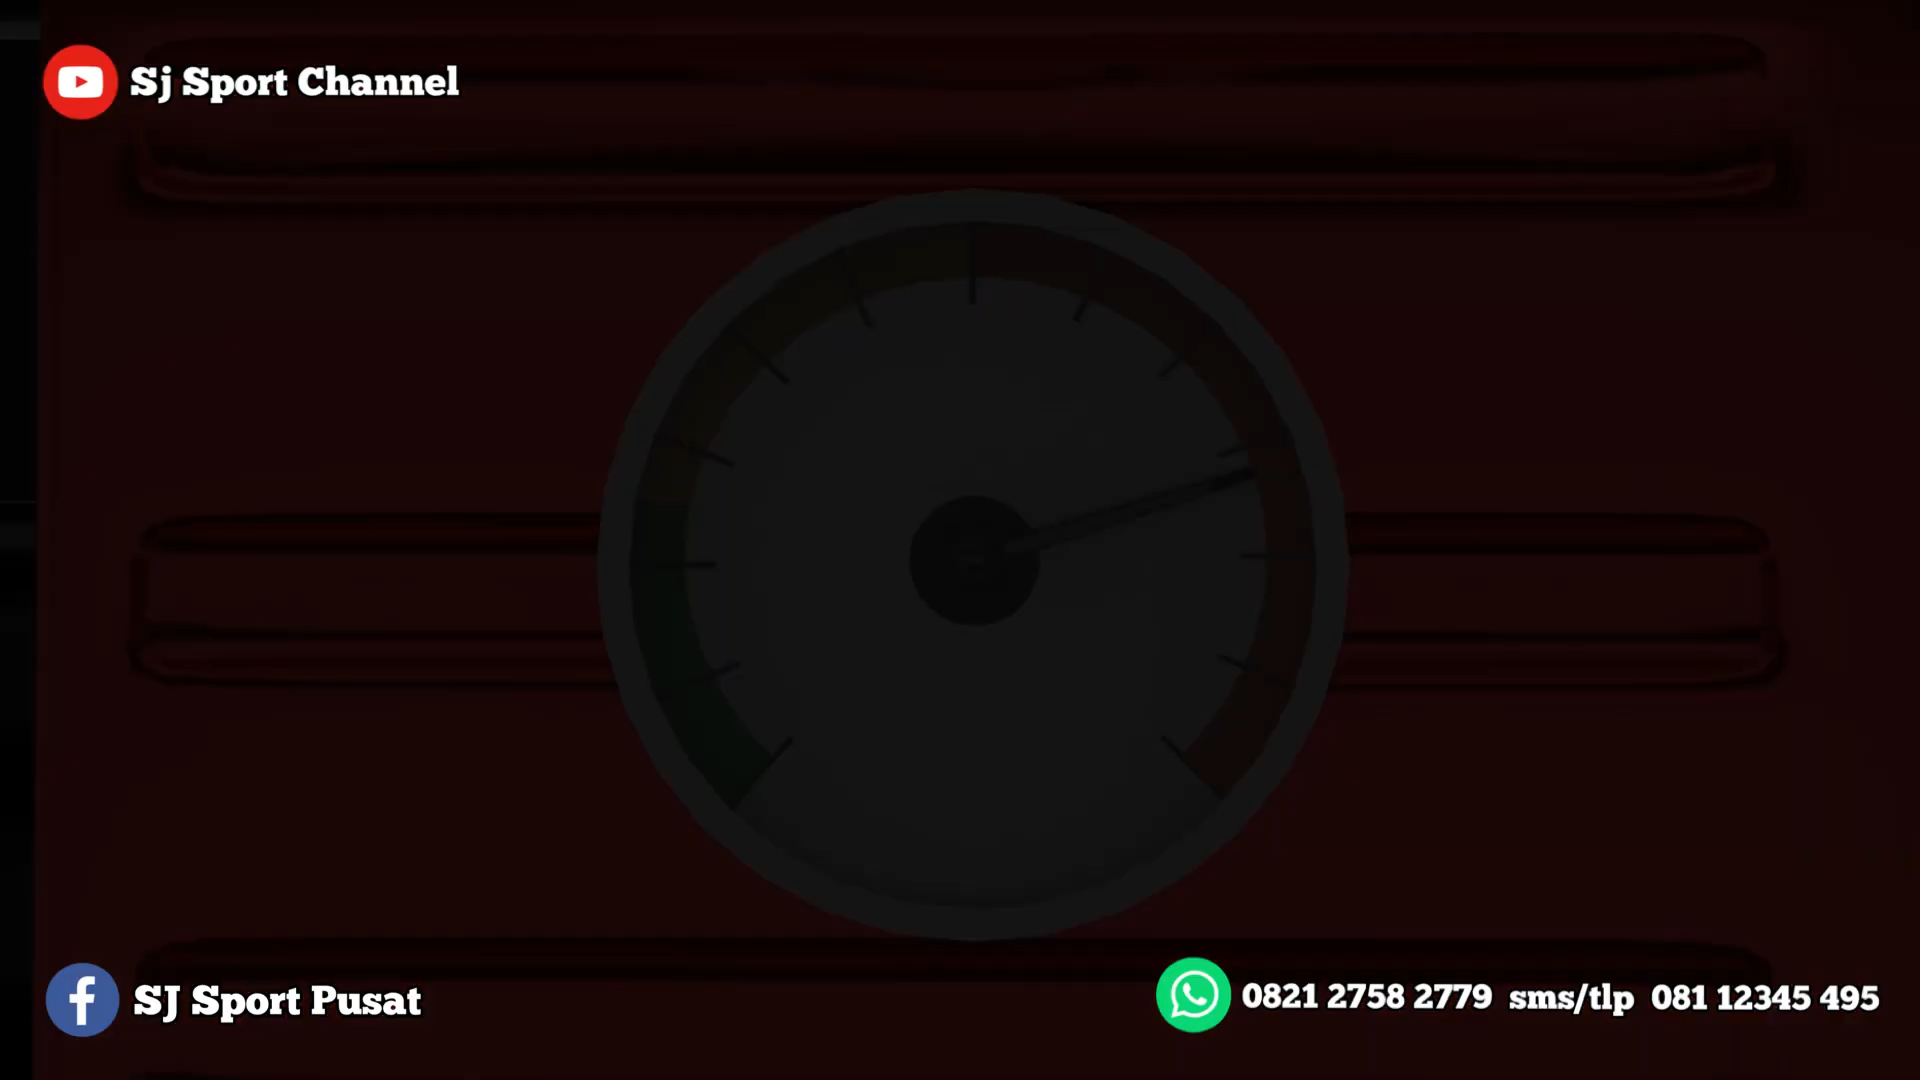 Sj Sport Channel
SJ Sport Pusat
0821 2758 2779 sms/tlp 081 12345 495